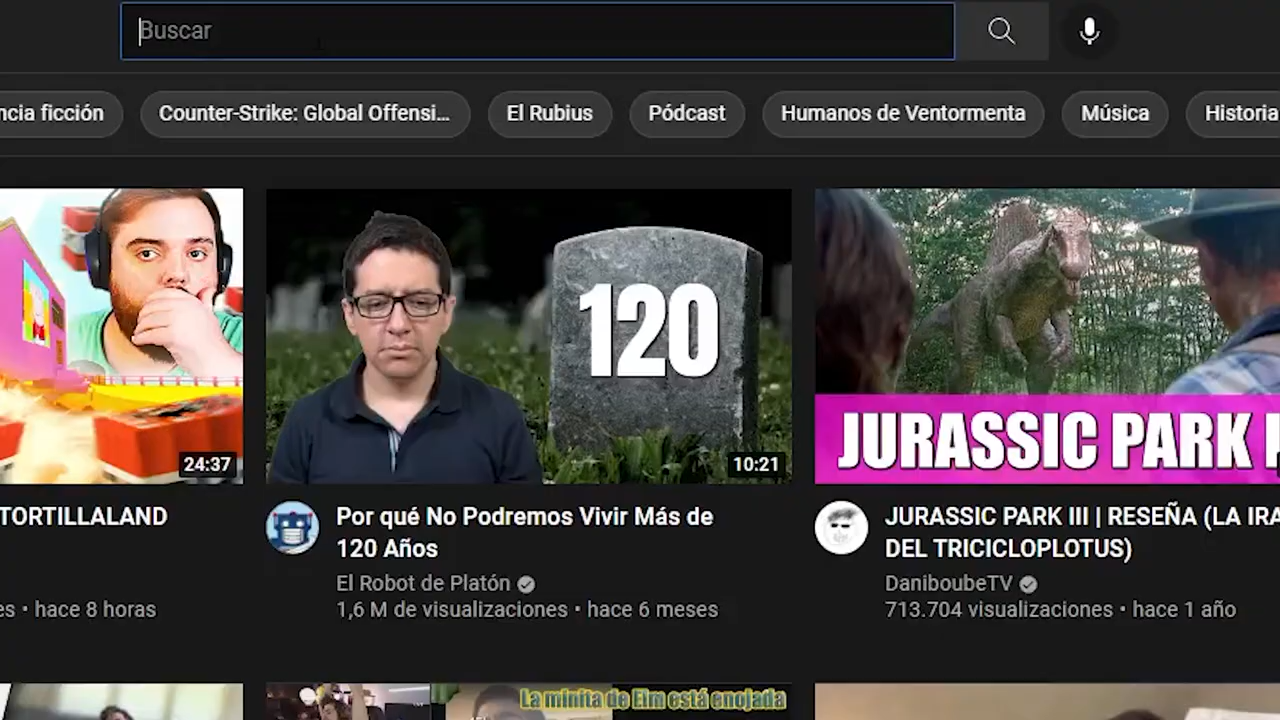 Buscar
ncia ficción
Counter-Strike: Global Offensi...
El Rubius
Pódcast
Humanos de Ventormenta
Música
Historia
24:37
120
10:21
JURASSIC PARK
TORTILLALAND
Por qué No Podremos Vivir Más de
120 Años
JURASSIC PARK III | RESEÑA (LA IRA
DEL TRICICLOPLOTUS)
El Robot de Platón
DaniboubeTV
es • hace 8 horas
1,6 M de visualizaciones • hace 6 meses
713.704 visualizaciones • hace 1 año
La minita de Elm está enojada